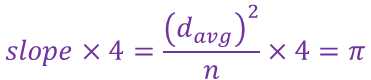 slope × 4 = (d_avg)² / n × 4 = π